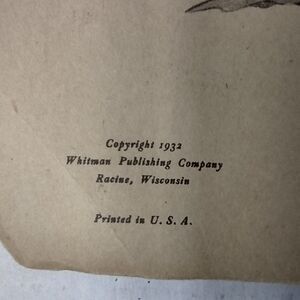 Copyright 1932
Whitman Publishing Company
Racine, Wisconsin
Printed in U. S. A.